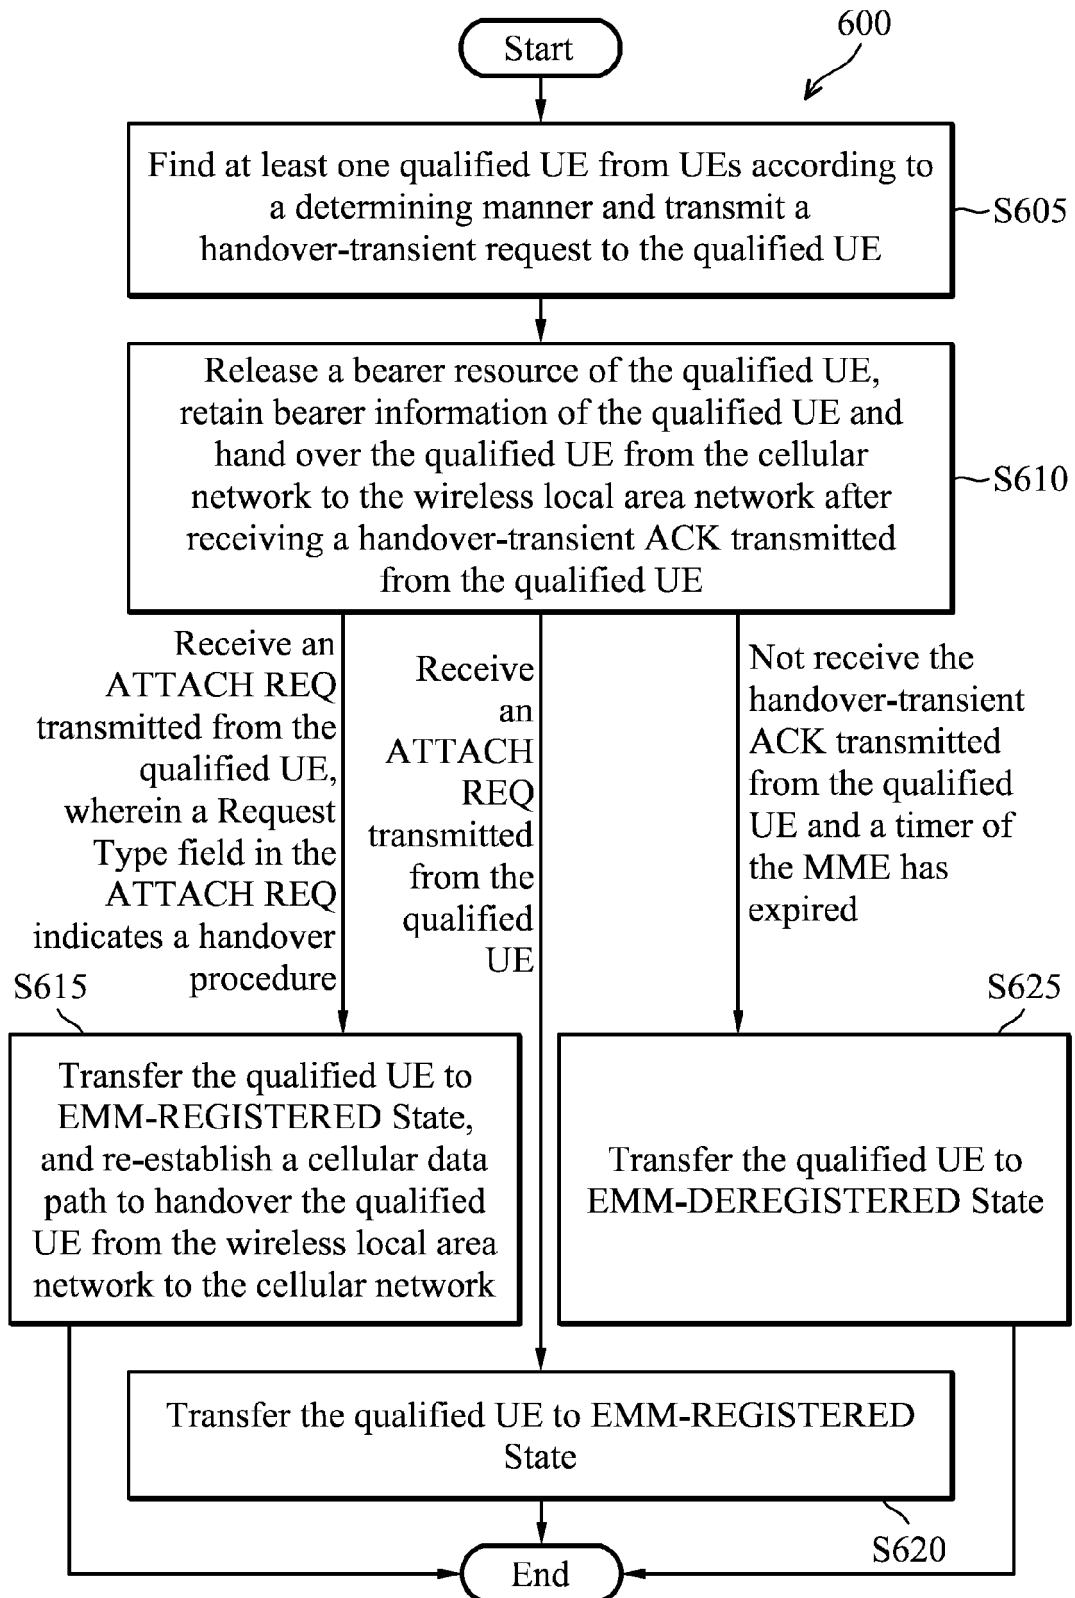 600
Start
Find at least one qualified UE from UEs according to
a determining manner and transmit a
handover-transient request to the qualified UE
S605
Release a bearer resource of the qualified UE,
retain bearer information of the qualified UE and
hand over the qualified UE from the cellular
network to the wireless local area network after
receiving a handover-transient ACK transmitted
from the qualified UE
S610
Receive an
ATTACH REQ
transmitted from the
qualified UE,
wherein a Request
Type field in the
ATTACH REQ
indicates a handover
procedure
Receive
an
ATTACH
REQ
transmitted
from the
qualified
UE
Not receive the
handover-transient
ACK transmitted
from the qualified
UE and a timer of
the MME has
expired
S615
Transfer the qualified UE to
EMM-REGISTERED State,
and re-establish a cellular data
path to handover the qualified
UE from the wireless local area
network to the cellular network
S625
Transfer the qualified UE to
EMM-DEREGISTERED State
Transfer the qualified UE to EMM-REGISTERED
State
S620
End